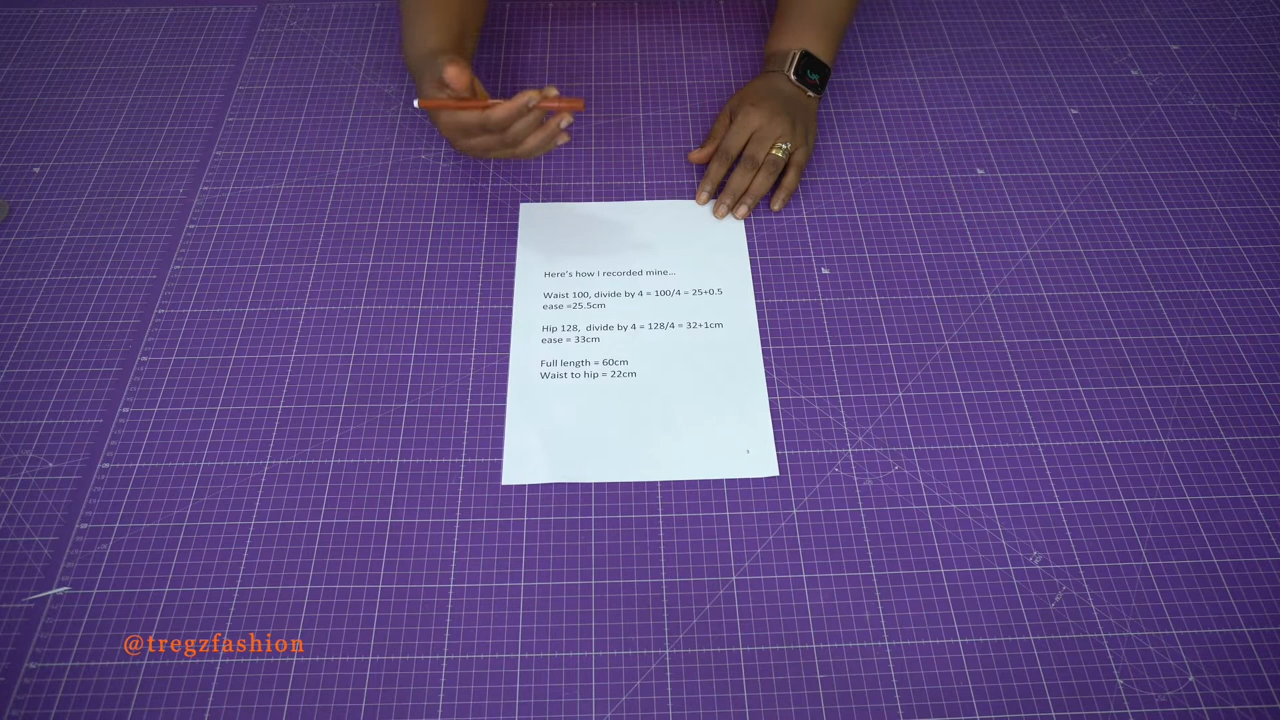 Here's how I recorded mine...
Waist 100, divide by 4 = 100/4 = 25+0.5
ease =25.5cm
Hip 128, divide by 4 = 128/4 = 32+1cm
ease = 33cm
Full length = 60cm
Waist to hip = 22cm
@tregzfashion